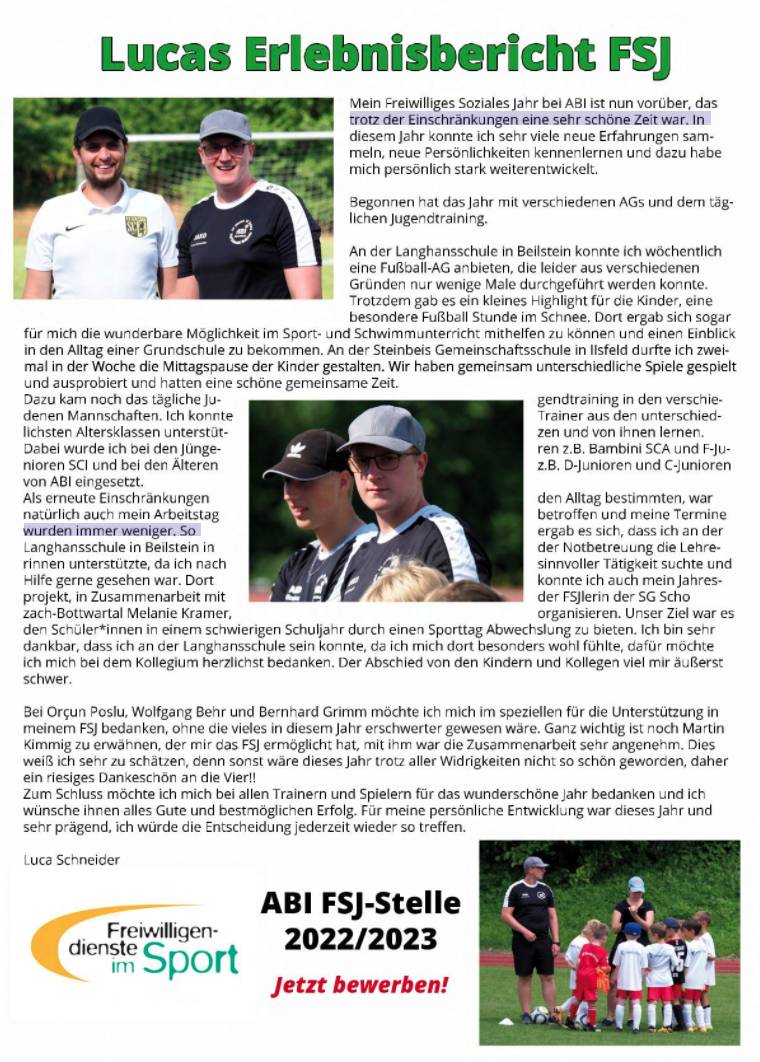 Lucas Erlebnisbericht FSJ
Mein Freiwilliges Soziales Jahr bei ABI ist nun vorüber, das
trotz der Einschränkungen eine sehr schöne Zeit war. In
diesem Jahr konnte ich sehr viele neue Erfahrungen sam-
meln, neue Persönlichkeiten kennenlernen und dazu habe
mich persönlich stark weiterentwickelt.
Begonnen hat das Jahr mit verschiedenen AGs und dem täg-
lichen Jugendtraining.
An der Langhansschule in Beilstein konnte ich wöchentlich
eine Fußball-AG anbieten, die leider aus verschiedenen
Gründen nur wenige Male durchgeführt werden konnte.
Trotzdem gab es ein kleines Highlight für die Kinder, eine
besondere Fußball Stunde im Schnee. Dort ergab sich sogar
für mich die wunderbare Möglichkeit im Sport- und Schwimmunterricht mithelfen zu können und einen Einblick
in den Alltag einer Grundschule zu bekommen. An der Steinbeis Gemeinschaftsschule in Ilsfeld durfte ich zwei-
mal in der Woche die Mittagspause der Kinder gestalten. Wir haben gemeinsam unterschiedliche Spiele gespielt
und ausprobiert und hatten eine schöne gemeinsame Zeit.
Dazu kam noch das tägliche Ju- gendtraining in den verschie-
denen Mannschaften. Ich konnte Trainer aus den unterschied-
lichsten Altersklassen unterstüt- zen und von ihnen lernen.
Dabei wurde ich bei den Jünge- ren z.B. Bambini SCA und F-Ju-
nioren SCI und bei den Älteren z.B. D-Junioren und C-Junioren
von ABI eingesetzt.
Als erneute Einschränkungen den Alltag bestimmten, war
natürlich auch mein Arbeitstag betroffen und meine Termine
wurden immer weniger. So ergab es sich, dass ich an der
Langhansschule in Beilstein in der Notbetreuung die Lehre-
rinnen unterstützte, da ich nach sinnvoller Tätigkeit suchte und
Hilfe gerne gesehen war. Dort konnte ich auch mein Jahres-
projekt, in Zusammenarbeit mit der FSJlerin der SG Scho
zach-Bottwartal Melanie Kramer, organisieren. Unser Ziel war es
den Schüler*innen in einem schwierigen Schuljahr durch einen Sporttag Abwechslung zu bieten. Ich bin sehr
dankbar, dass ich an der Langhansschule sein konnte, da ich mich dort besonders wohl fühlte, dafür möchte
ich mich bei dem Kollegium herzlichst bedanken. Der Abschied von den Kindern und Kollegen viel mir äußerst
schwer.
Bei Orçun Poslu, Wolfgang Behr und Bernhard Grimm möchte ich mich im speziellen für die Unterstützung in
meinem FSJ bedanken, ohne die vieles in diesem Jahr erschwerter gewesen wäre. Ganz wichtig ist noch Martin
Kimmig zu erwähnen, der mir das FSJ ermöglicht hat, mit ihm war die Zusammenarbeit sehr angenehm. Dies
weiß ich sehr zu schätzen, denn sonst wäre dieses Jahr trotz aller Widrigkeiten nicht so schön geworden, daher
ein riesiges Dankeschön an die Vier!!
Zum Schluss möchte ich mich bei allen Trainern und Spielern für das wunderschöne Jahr bedanken und ich
wünsche ihnen alles Gute und bestmöglichen Erfolg. Für meine persönliche Entwicklung war dieses Jahr und
sehr prägend, ich würde die Entscheidung jederzeit wieder so treffen.
Luca Schneider
Freiwilligen-
dienste
im Sport
ABI FSJ-Stelle
2022/2023
Jetzt bewerben!